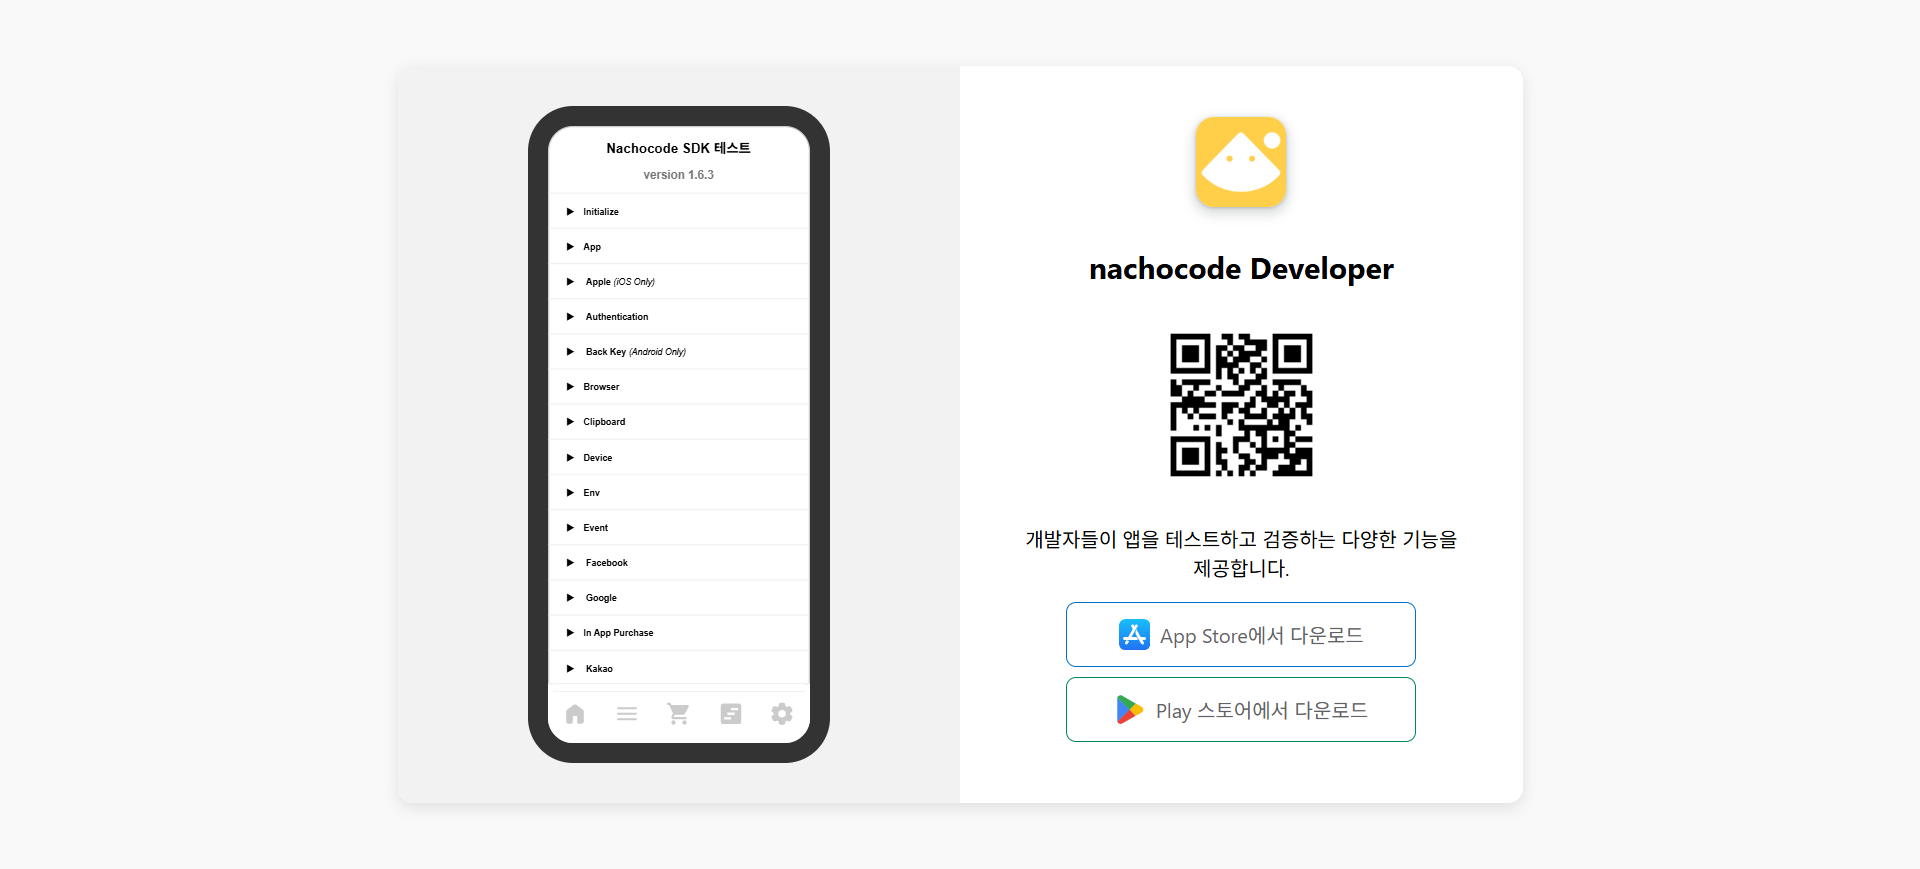 Nachocode SDK 테스트
version 1.6.3
▶ Initialize
▶ App
▶ Apple (iOS Only)
▶ Authentication
▶ Back Key (Android Only)
▶ Browser
▶ Clipboard
▶ Device
▶ Env
▶ Event
▶ Facebook
▶ Google
▶ In App Purchase
▶ Kakao
nachocode Developer
개발자들이 앱을 테스트하고 검증하는 다양한 기능을
제공합니다.
App Store에서 다운로드
Play 스토어에서 다운로드